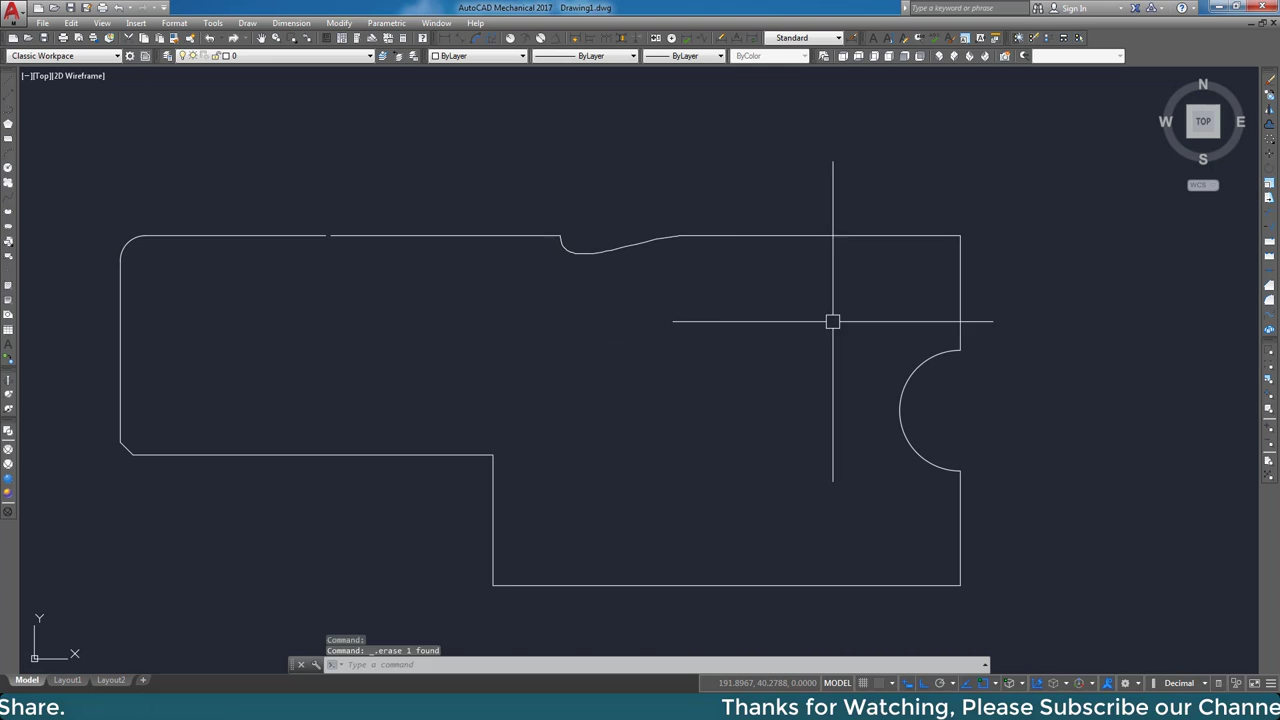 AutoCAD Mechanical 2017 Drawing1.dwg
Type a keyword or phrase
Sign In
File Edit View Insert Format Tools Draw Dimension Modify Parametric Window Help
Standard
Classic Workspace
0
ByLayer
ByLayer
ByLayer
ByColor
[−][Top][2D Wireframe]
N
W TOP E
S
WCS
Y
X
Command:
Command: _.erase 1 found
Type a command
Model Layout1 Layout2 +
191.8967, 40.2788, 0.0000 MODEL
Decimal
Share. Thanks for Watching, Please Subscribe our Channe